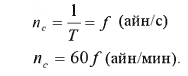 n_c = 1/T = f (айн/с)
n_c = 60 f (айн/мин).